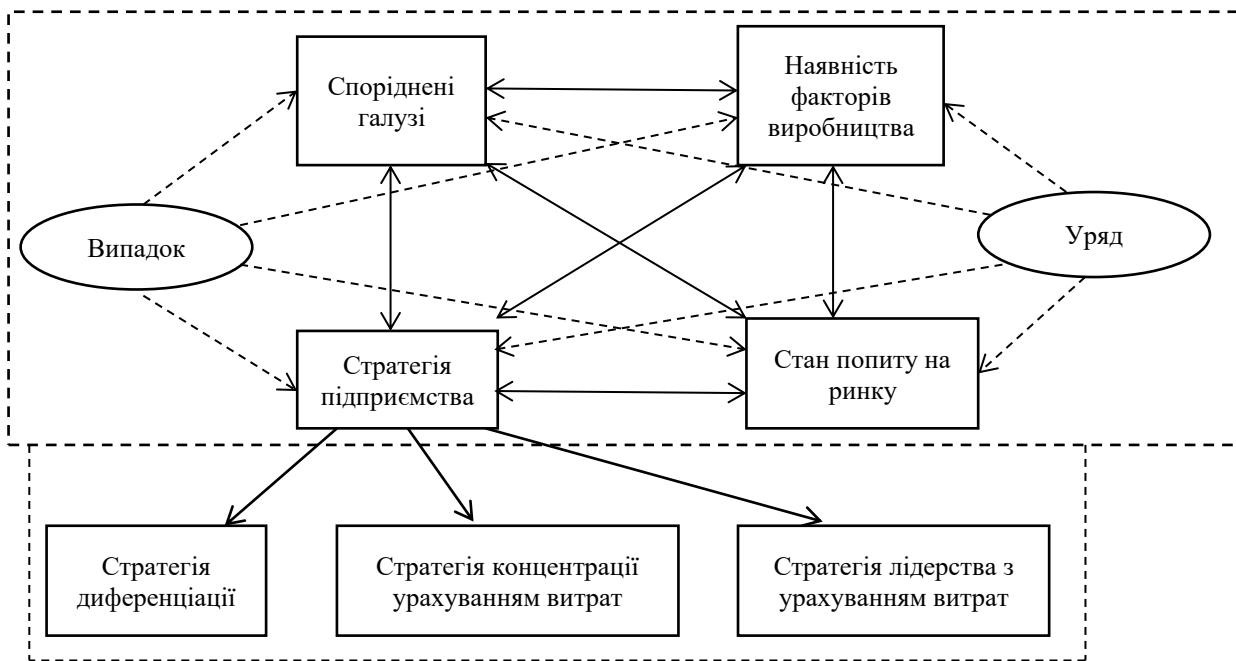 Споріднені
галузі
Наявність
факторів
виробництва
Випадок
Уряд
Стратегія
підприємства
Стан попиту на
ринку
Стратегія
диференціації
Стратегія концентрації
урахуванням витрат
Стратегія лідерства з
урахуванням витрат